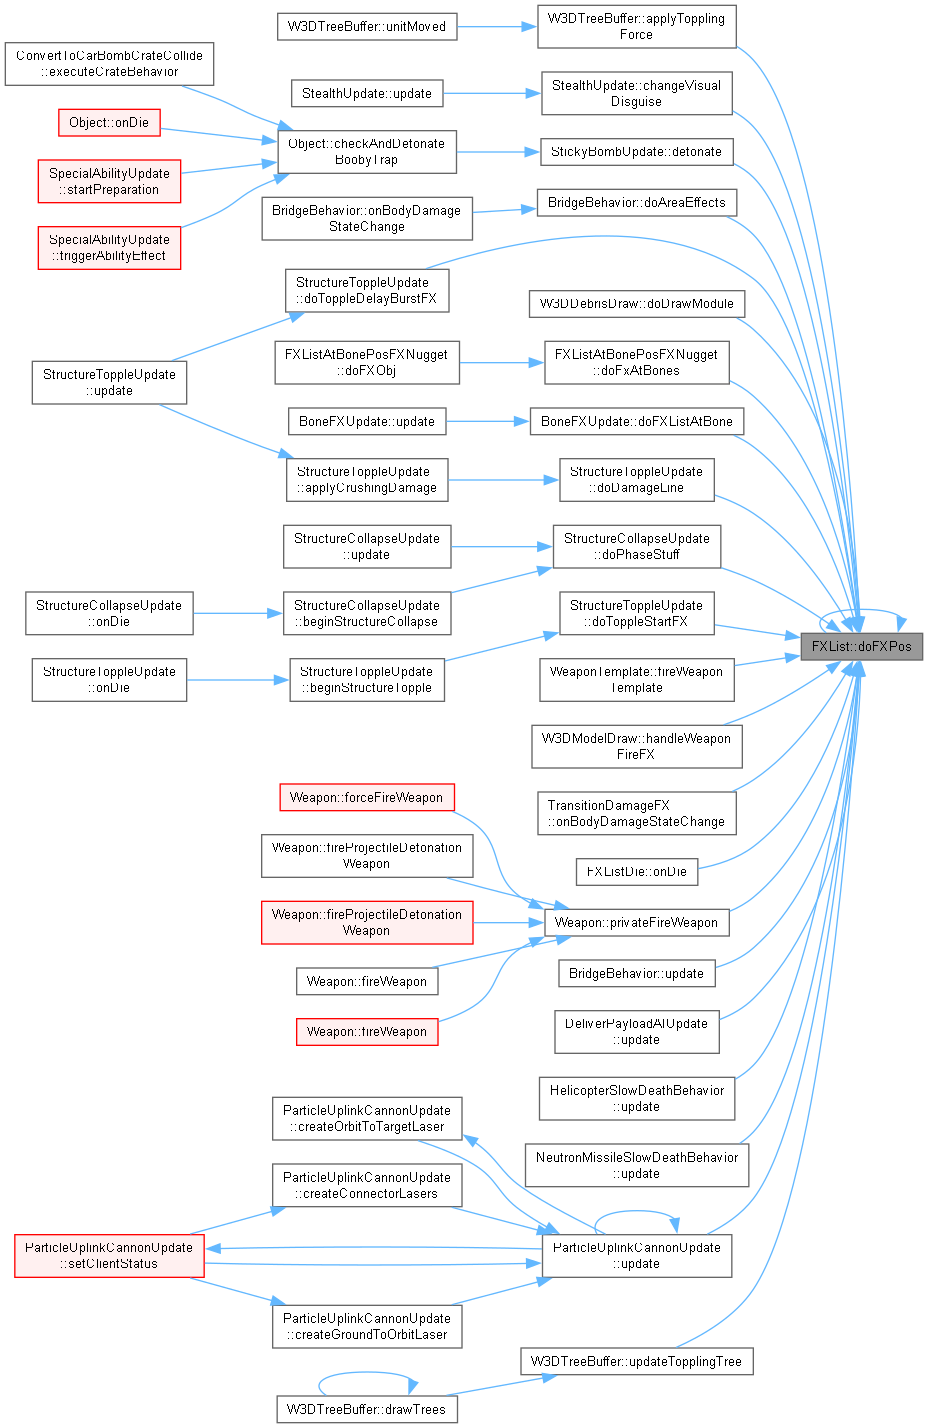 W3DTreeBuffer::unitMoved
W3DTreeBuffer::applyToppling
Force
ConvertToCarBombCrateCollide
::executeCrateBehavior
StealthUpdate::update
StealthUpdate::changeVisual
Disguise
Object::onDie
Object::checkAndDetonate
BoobyTrap
StickyBombUpdate::detonate
SpecialAbilityUpdate
::startPreparation
BridgeBehavior::onBodyDamage
StateChange
BridgeBehavior::doAreaEffects
SpecialAbilityUpdate
::triggerAbilityEffect
StructureToppleUpdate
::doToppleDelayBurstFX
W3DDebrisDraw::doDrawModule
StructureToppleUpdate
::update
FXListAtBonePosFXNugget
::doFXObj
FXListAtBonePosFXNugget
::doFxAtBones
BoneFXUpdate::update
BoneFXUpdate::doFXListAtBone
StructureToppleUpdate
::applyCrushingDamage
StructureToppleUpdate
::doDamageLine
StructureCollapseUpdate
::update
StructureCollapseUpdate
::doPhaseStuff
StructureCollapseUpdate
::onDie
StructureCollapseUpdate
::beginStructureCollapse
StructureToppleUpdate
::doToppleStartFX
FXList::doFXPos
StructureToppleUpdate
::onDie
StructureToppleUpdate
::beginStructureTopple
WeaponTemplate::fireWeapon
Template
W3DModelDraw::handleWeapon
FireFX
Weapon::forceFireWeapon
TransitionDamageFX
::onBodyDamageStateChange
Weapon::fireProjectileDetonation
Weapon
FXListDie::onDie
Weapon::fireProjectileDetonation
Weapon
Weapon::privateFireWeapon
Weapon::fireWeapon
BridgeBehavior::update
Weapon::fireWeapon
DeliverPayloadAIUpdate
::update
HelicopterSlowDeathBehavior
::update
ParticleUplinkCannonUpdate
::createOrbitToTargetLaser
NeutronMissileSlowDeathBehavior
::update
ParticleUplinkCannonUpdate
::createConnectorLasers
ParticleUplinkCannonUpdate
::setClientStatus
ParticleUplinkCannonUpdate
::update
ParticleUplinkCannonUpdate
::createGroundToOrbitLaser
W3DTreeBuffer::updateTopplingTree
W3DTreeBuffer::drawTrees